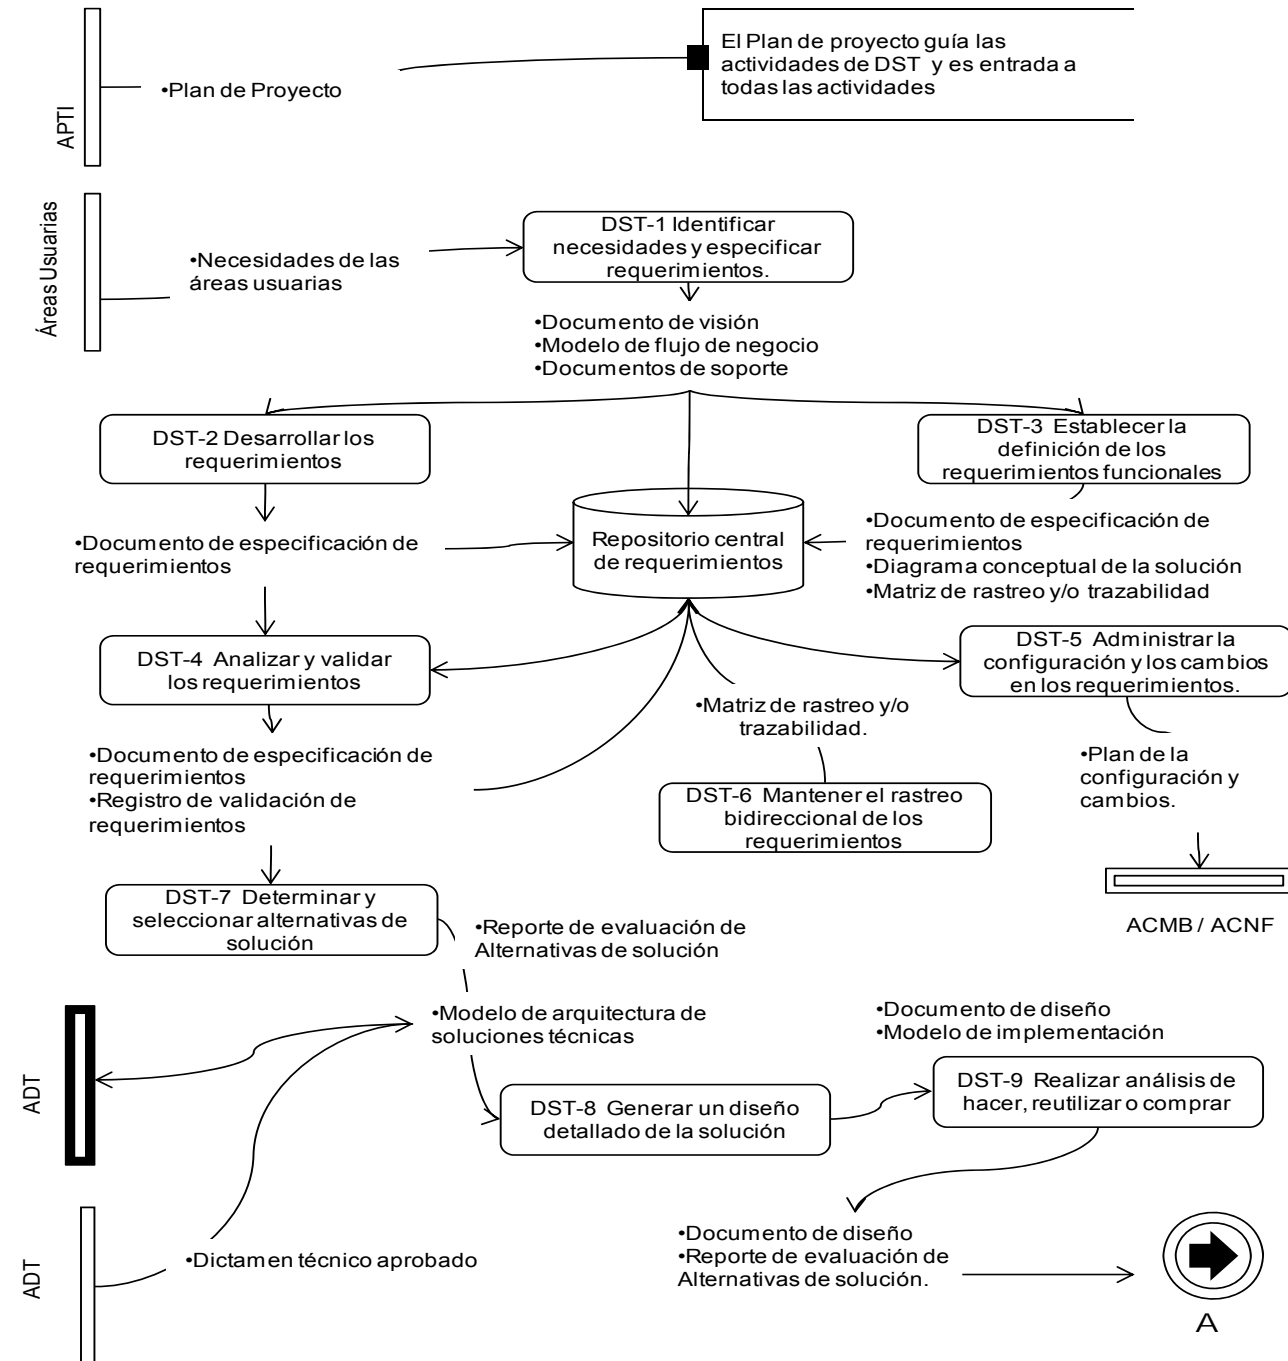 El Plan de proyecto guía las
actividades de DST y es entrada a
todas las actividades
•Plan de Proyecto
APTI
Áreas Usuarias
•Necesidades de las
áreas usuarias
DST-1 Identificar
necesidades y especificar
requerimientos.
•Documento de visión
•Modelo de flujo de negocio
•Documentos de soporte
DST-2 Desarrollar los
requerimientos
DST-3 Establecer la
definición de los
requerimientos funcionales
•Documento de especificación de
requerimientos
Repositorio central
de requerimientos
•Documento de especificación de
requerimientos
•Diagrama conceptual de la solución
•Matriz de rastreo y/o trazabilidad
DST-4 Analizar y validar
los requerimientos
DST-5 Administrar la
configuración y los cambios
en los requerimientos.
•Matriz de rastreo y/o
trazabilidad.
•Documento de especificación de
requerimientos
•Registro de validación de
requerimientos
•Plan de la
configuración y
cambios.
DST-6 Mantener el rastreo
bidireccional de los
requerimientos
DST-7 Determinar y
seleccionar alternativas de
solución
ACMB / ACNF
•Reporte de evaluación de
Alternativas de solución
•Modelo de arquitectura de
soluciones técnicas
•Documento de diseño
•Modelo de implementación
ADT
DST-8 Generar un diseño
detallado de la solución
DST-9 Realizar análisis de
hacer, reutilizar o comprar
ADT
•Dictamen técnico aprobado
•Documento de diseño
•Reporte de evaluación de
Alternativas de solución.
A